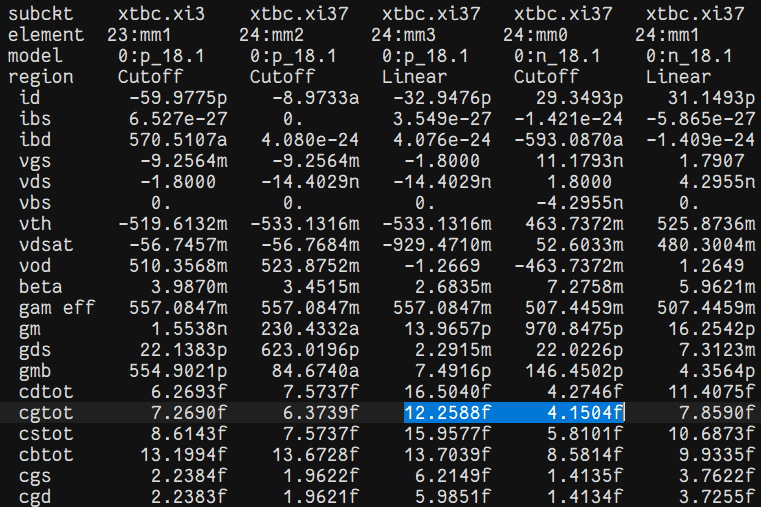 subckt xtbc.xi3 xtbc.xi37 xtbc.xi37 xtbc.xi37 xtbc.xi37
element 23:mm1 24:mm2 24:mm3 24:mm0 24:mm1
model 0:p_18.1 0:p_18.1 0:p_18.1 0:n_18.1 0:n_18.1
region Cutoff Cutoff Linear Cutoff Linear
id -59.9775p -8.9733a -32.9476p 29.3493p 31.1493p
ibs 6.527e-27 0. 3.549e-27 -1.421e-24 -5.865e-27
ibd 570.5107a 4.080e-24 4.076e-24 -593.0870a -1.409e-24
vgs -9.2564m -9.2564m -1.8000 11.1793n 1.7907
vds -1.8000 -14.4029n -14.4029n 1.8000 4.2955n
vbs 0. 0. 0. -4.2955n 0.
vth -519.6132m -533.1316m -533.1316m 463.7372m 525.8736m
vdsat -56.7457m -56.7684m -929.4710m 52.6033m 480.3004m
vod 510.3568m 523.8752m -1.2669 -463.7372m 1.2649
beta 3.9870m 3.4515m 2.6835m 7.2758m 5.9621m
gam eff 557.0847m 557.0847m 557.0847m 507.4459m 507.4459m
gm 1.5538n 230.4332a 13.9657p 970.8475p 16.2542p
gds 22.1383p 623.0196p 2.2915m 22.0226p 7.3123m
gmb 554.9021p 84.6740a 7.4916p 146.4502p 4.3564p
cdtot 6.2693f 7.5737f 16.5040f 4.2746f 11.4075f
cgtot 7.2690f 6.3739f 12.2588f 4.1504f 7.8590f
cstot 8.6143f 7.5737f 15.9577f 5.8101f 10.6873f
cbtot 13.1994f 13.6728f 13.7039f 8.5814f 9.9335f
cgs 2.2384f 1.9622f 6.2149f 1.4135f 3.7622f
cgd 2.2383f 1.9621f 5.9851f 1.4134f 3.7255f